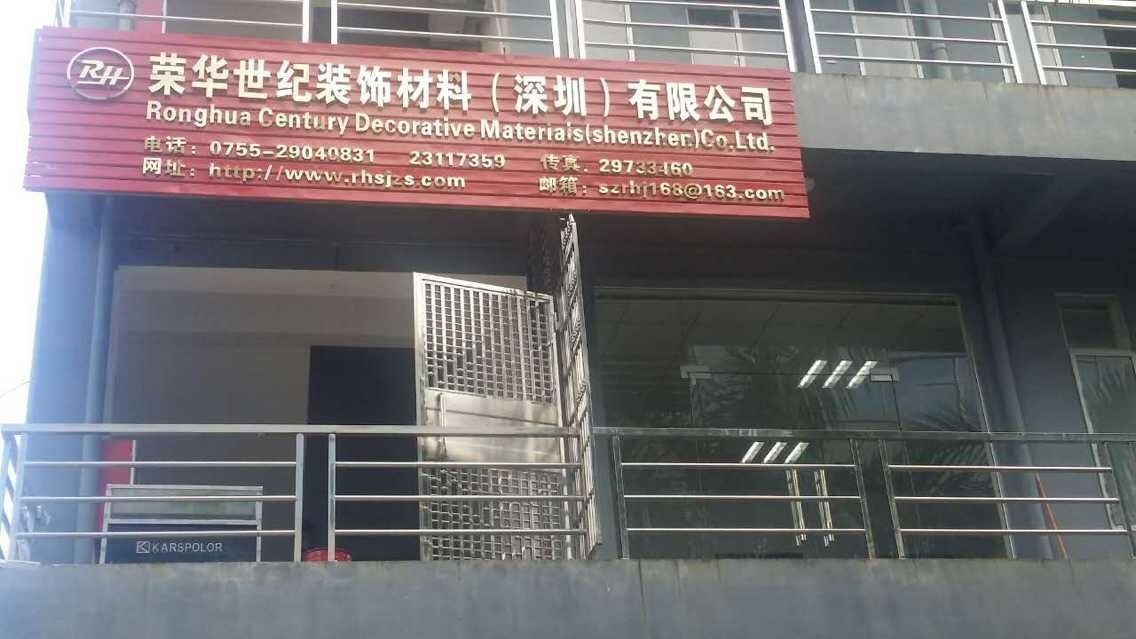 RH 荣华世纪装饰材料（深圳）有限公司
Ronghua Century Decorative Materials(shenzhen)Co.Ltd.
电话：0755-29040831 23117359 传真：29733460
网址：http://www.rhsjzs.com 邮箱：szrhj168@163.com
KARSPOLOR